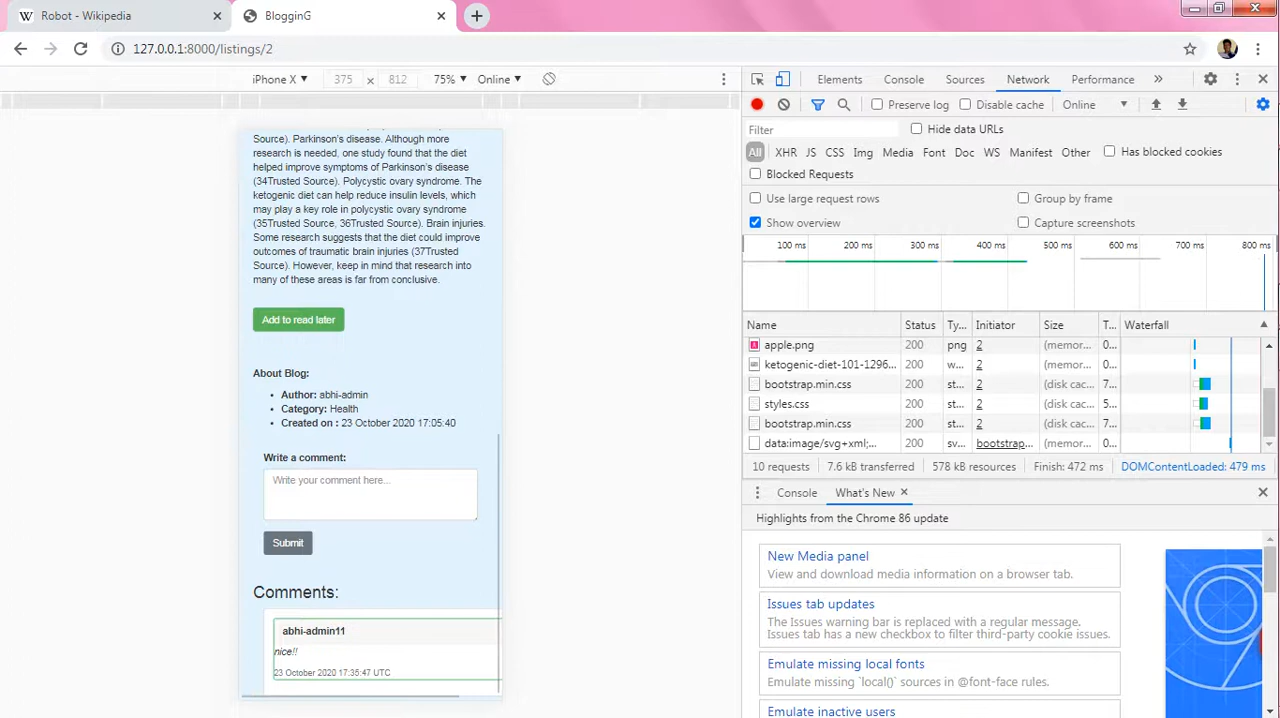 Robot - Wikipedia
BloggingG
127.0.0.1:8000/listings/2
iPhone X 375 x 812 75% Online
Source). Parkinson's disease. Although more
research is needed, one study found that the diet
helped improve symptoms of Parkinson's disease
(34Trusted Source). Polycystic ovary syndrome. The
ketogenic diet can help reduce insulin levels, which
may play a key role in polycystic ovary syndrome
(35Trusted Source, 36Trusted Source). Brain injuries.
Some research suggests that the diet could improve
outcomes of traumatic brain injuries (37Trusted
Source). However, keep in mind that research into
many of these areas is far from conclusive.
Add to read later
About Blog:
• Author: abhi-admin
• Category: Health
• Created on : 23 October 2020 17:05:40
Write a comment:
Write your comment here...
Submit
Comments:
abhi-admin11
nice!!
23 October 2020 17:35:47 UTC
Elements Console Sources Network Performance »
Preserve log Disable cache Online
Filter Hide data URLs
All XHR JS CSS Img Media Font Doc WS Manifest Other Has blocked cookies
Blocked Requests
Use large request rows Group by frame
Show overview Capture screenshots
100 ms 200 ms 300 ms 400 ms 500 ms 600 ms 700 ms 800 ms
Name Status Ty... Initiator Size T... Waterfall
apple.png 200 png 2 (memor... 0...
ketogenic-diet-101-1296... 200 w... 2 (memor... 0...
bootstrap.min.css 200 st... 2 (disk cac... 7...
styles.css 200 st... 2 (disk cac... 5...
bootstrap.min.css 200 st... 2 (disk cac... 7...
data:image/svg+xml;... 200 sv... bootstrap... (memor... 0...
10 requests 7.6 kB transferred 578 kB resources Finish: 472 ms DOMContentLoaded: 479 ms
Console What's New
Highlights from the Chrome 86 update
New Media panel
View and download media information on a browser tab.
Issues tab updates
The Issues warning bar is replaced with a regular message.
Issues tab has a new checkbox to filter third-party cookie issues.
Emulate missing local fonts
Emulate missing `local()` sources in @font-face rules.
Emulate inactive users